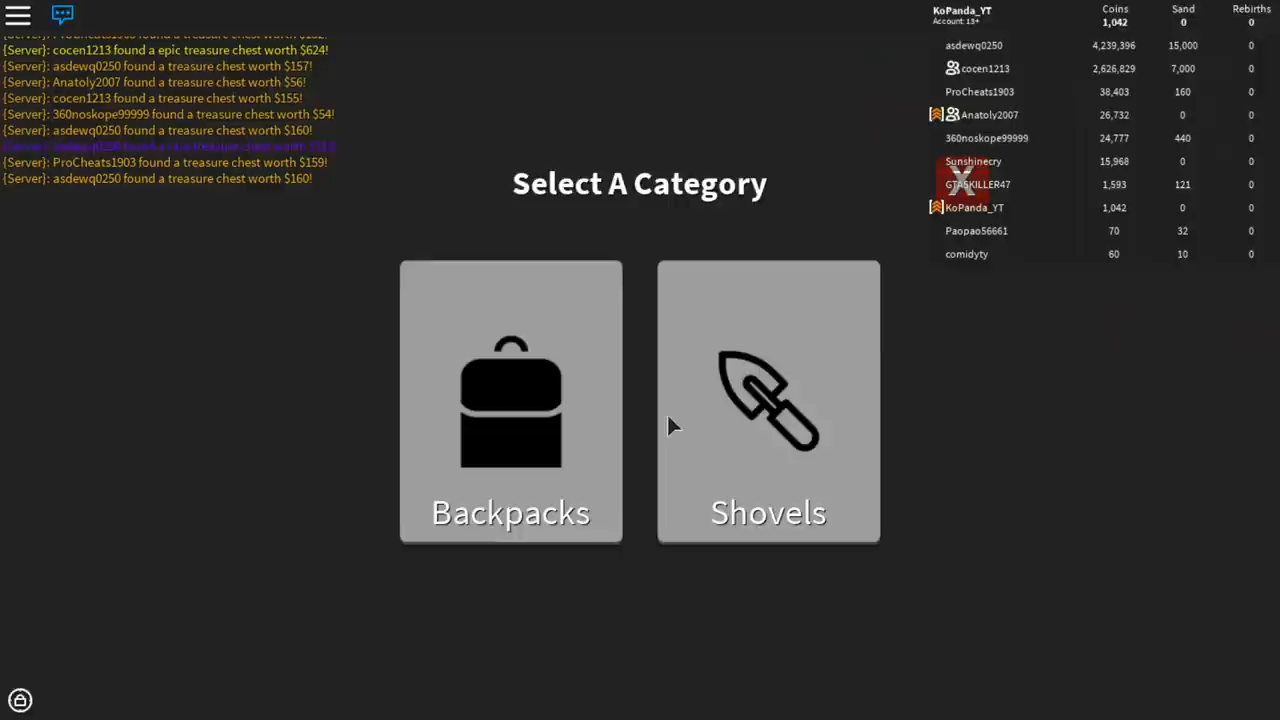 {Server}: cocen1213 found a epic treasure chest worth $624!
{Server}: asdewq0250 found a treasure chest worth $157!
{Server}: Anatoly2007 found a treasure chest worth $56!
{Server}: cocen1213 found a treasure chest worth $155!
{Server}: 360noskope99999 found a treasure chest worth $54!
{Server}: asdewq0250 found a treasure chest worth $160!
{Server}: ProCheats1903 found a treasure chest worth $159!
{Server}: asdewq0250 found a treasure chest worth $160!
KoPanda_YT Coins Sand Rebirths
Account: 13+ 1,042 0 0
asdewq0250 4,239,396 15,000 0
cocen1213 2,626,829 7,000 0
ProCheats1903 38,403 160 0
Anatoly2007 26,732 0 0
360noskope99999 24,777 440 0
Sunshinecry 15,968 0 0
GTA5KILLER47 1,593 121 0
X
KoPanda_YT 1,042 0 0
Paopao56661 70 32 0
comidyty 60 10 0
Select A Category
Backpacks
Shovels